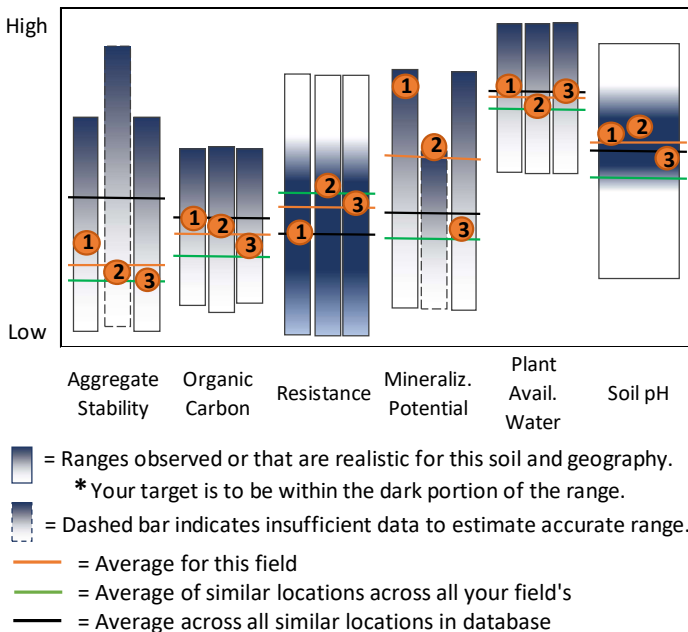 High
1
2
3
1
2
3
1
2
3
1
2
3
1
2
3
1
2
3
Low
Aggregate
Stability
Organic
Carbon
Resistance
Mineraliz.
Potential
Plant
Avail.
Water
Soil pH
= Ranges observed or that are realistic for this soil and geography.
* Your target is to be within the dark portion of the range.
= Dashed bar indicates insufficient data to estimate accurate range.
= Average for this field
= Average of similar locations across all your field's
= Average across all similar locations in database